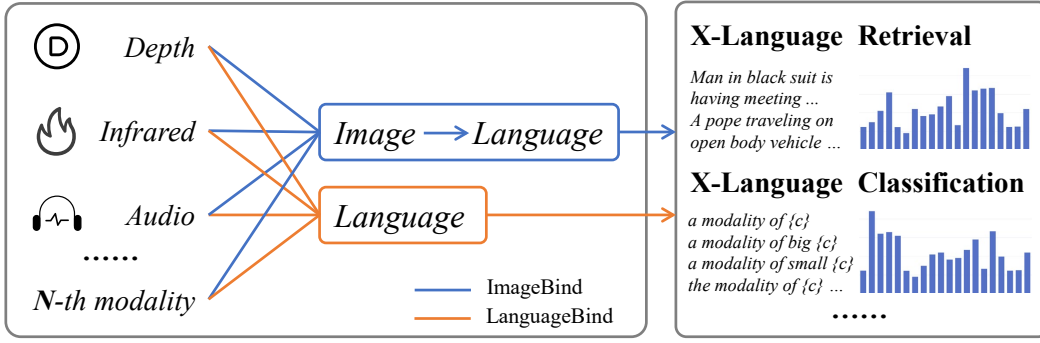 D
Depth
Infrared
Audio
......
N-th modality
Image → Language
Language
ImageBind
LanguageBind
X-Language Retrieval
Man in black suit is
having meeting ...
A pope traveling on
open body vehicle ...
X-Language Classification
a modality of {c}
a modality of big {c}
a modality of small {c}
the modality of {c} ...
......